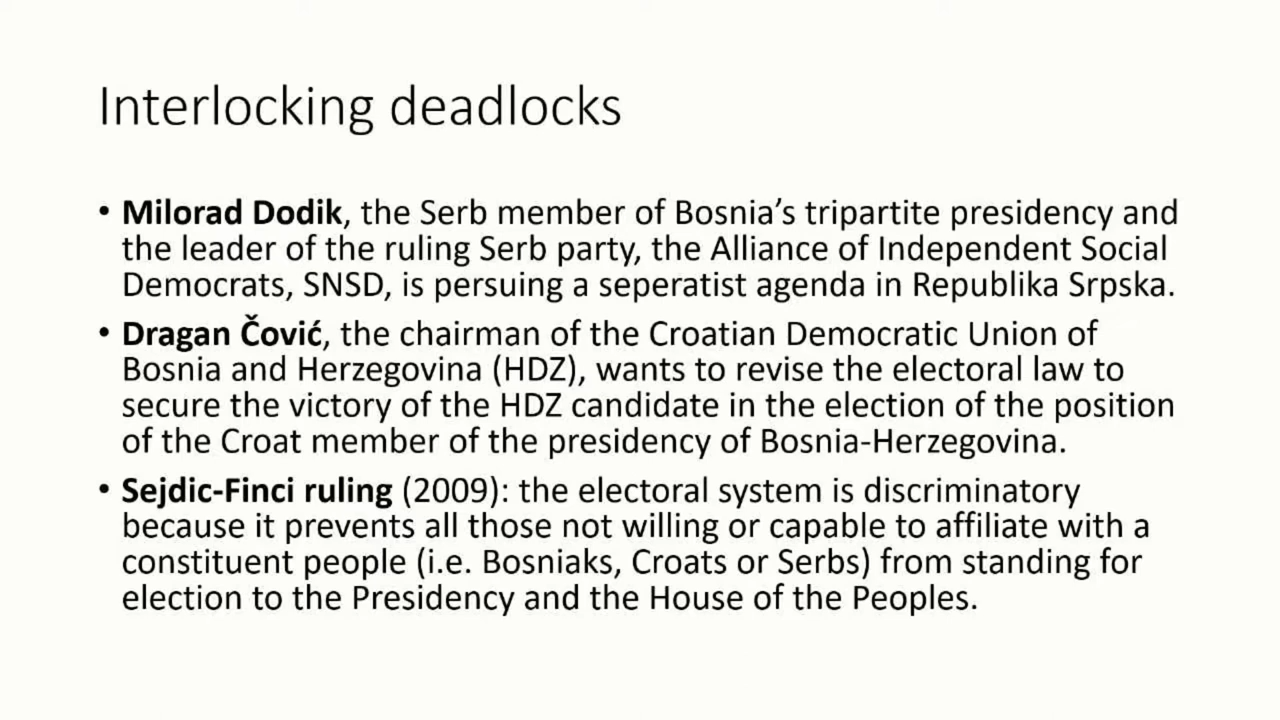 Interlocking deadlocks
• Milorad Dodik, the Serb member of Bosnia’s tripartite presidency and
the leader of the ruling Serb party, the Alliance of Independent Social
Democrats, SNSD, is persuing a seperatist agenda in Republika Srpska.
• Dragan Čović, the chairman of the Croatian Democratic Union of
Bosnia and Herzegovina (HDZ), wants to revise the electoral law to
secure the victory of the HDZ candidate in the election of the position
of the Croat member of the presidency of Bosnia-Herzegovina.
• Sejdic-Finci ruling (2009): the electoral system is discriminatory
because it prevents all those not willing or capable to affiliate with a
constituent people (i.e. Bosniaks, Croats or Serbs) from standing for
election to the Presidency and the House of the Peoples.